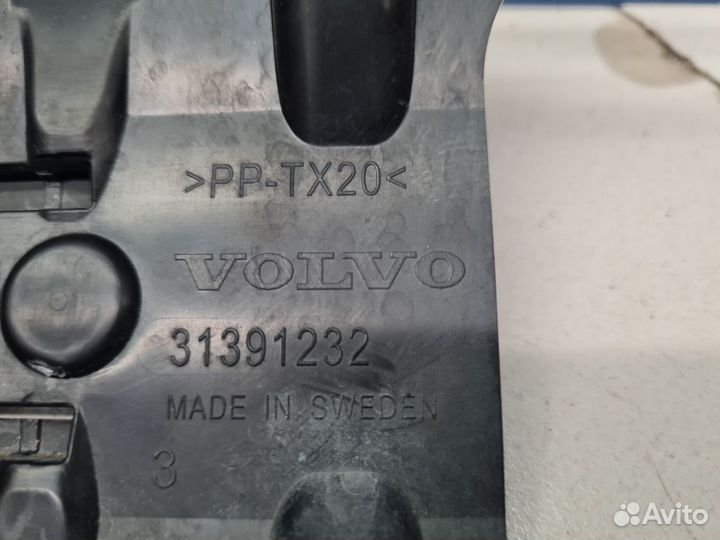 >PP-TX20<
VOLVO
31391232
MADE IN SWEDEN
3
Avito